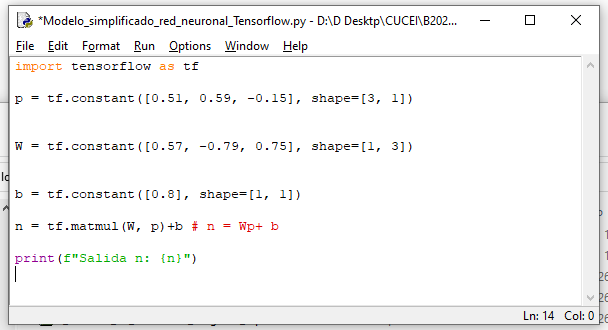 *Modelo_simplificado_red_neuronal_Tensorflow.py - D:\D Desktp\CUCEI\B202...
File Edit Format Run Options Window Help
import tensorflow as tf
p = tf.constant([0.51, 0.59, -0.15], shape=[3, 1])
W = tf.constant([0.57, -0.79, 0.75], shape=[1, 3])
b = tf.constant([0.8], shape=[1, 1])
n = tf.matmul(W, p)+b # n = Wp+ b
print(f"Salida n: {n}")
Ln: 14 Col: 0